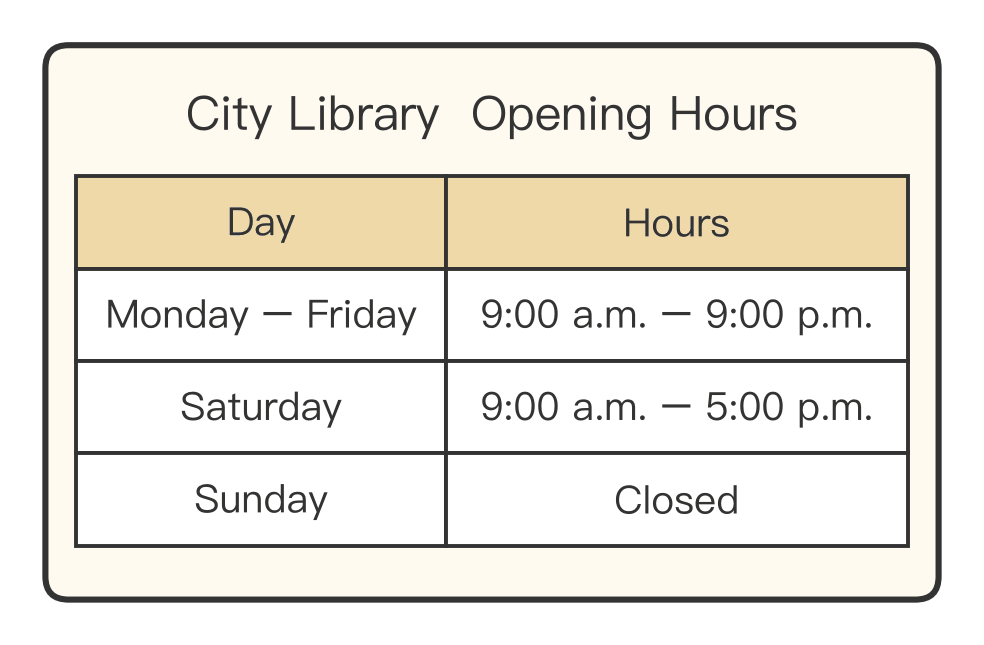 City Library  Opening Hours
Day Hours
Monday — Friday 9:00 a.m. — 9:00 p.m.
Saturday 9:00 a.m. — 5:00 p.m.
Sunday Closed